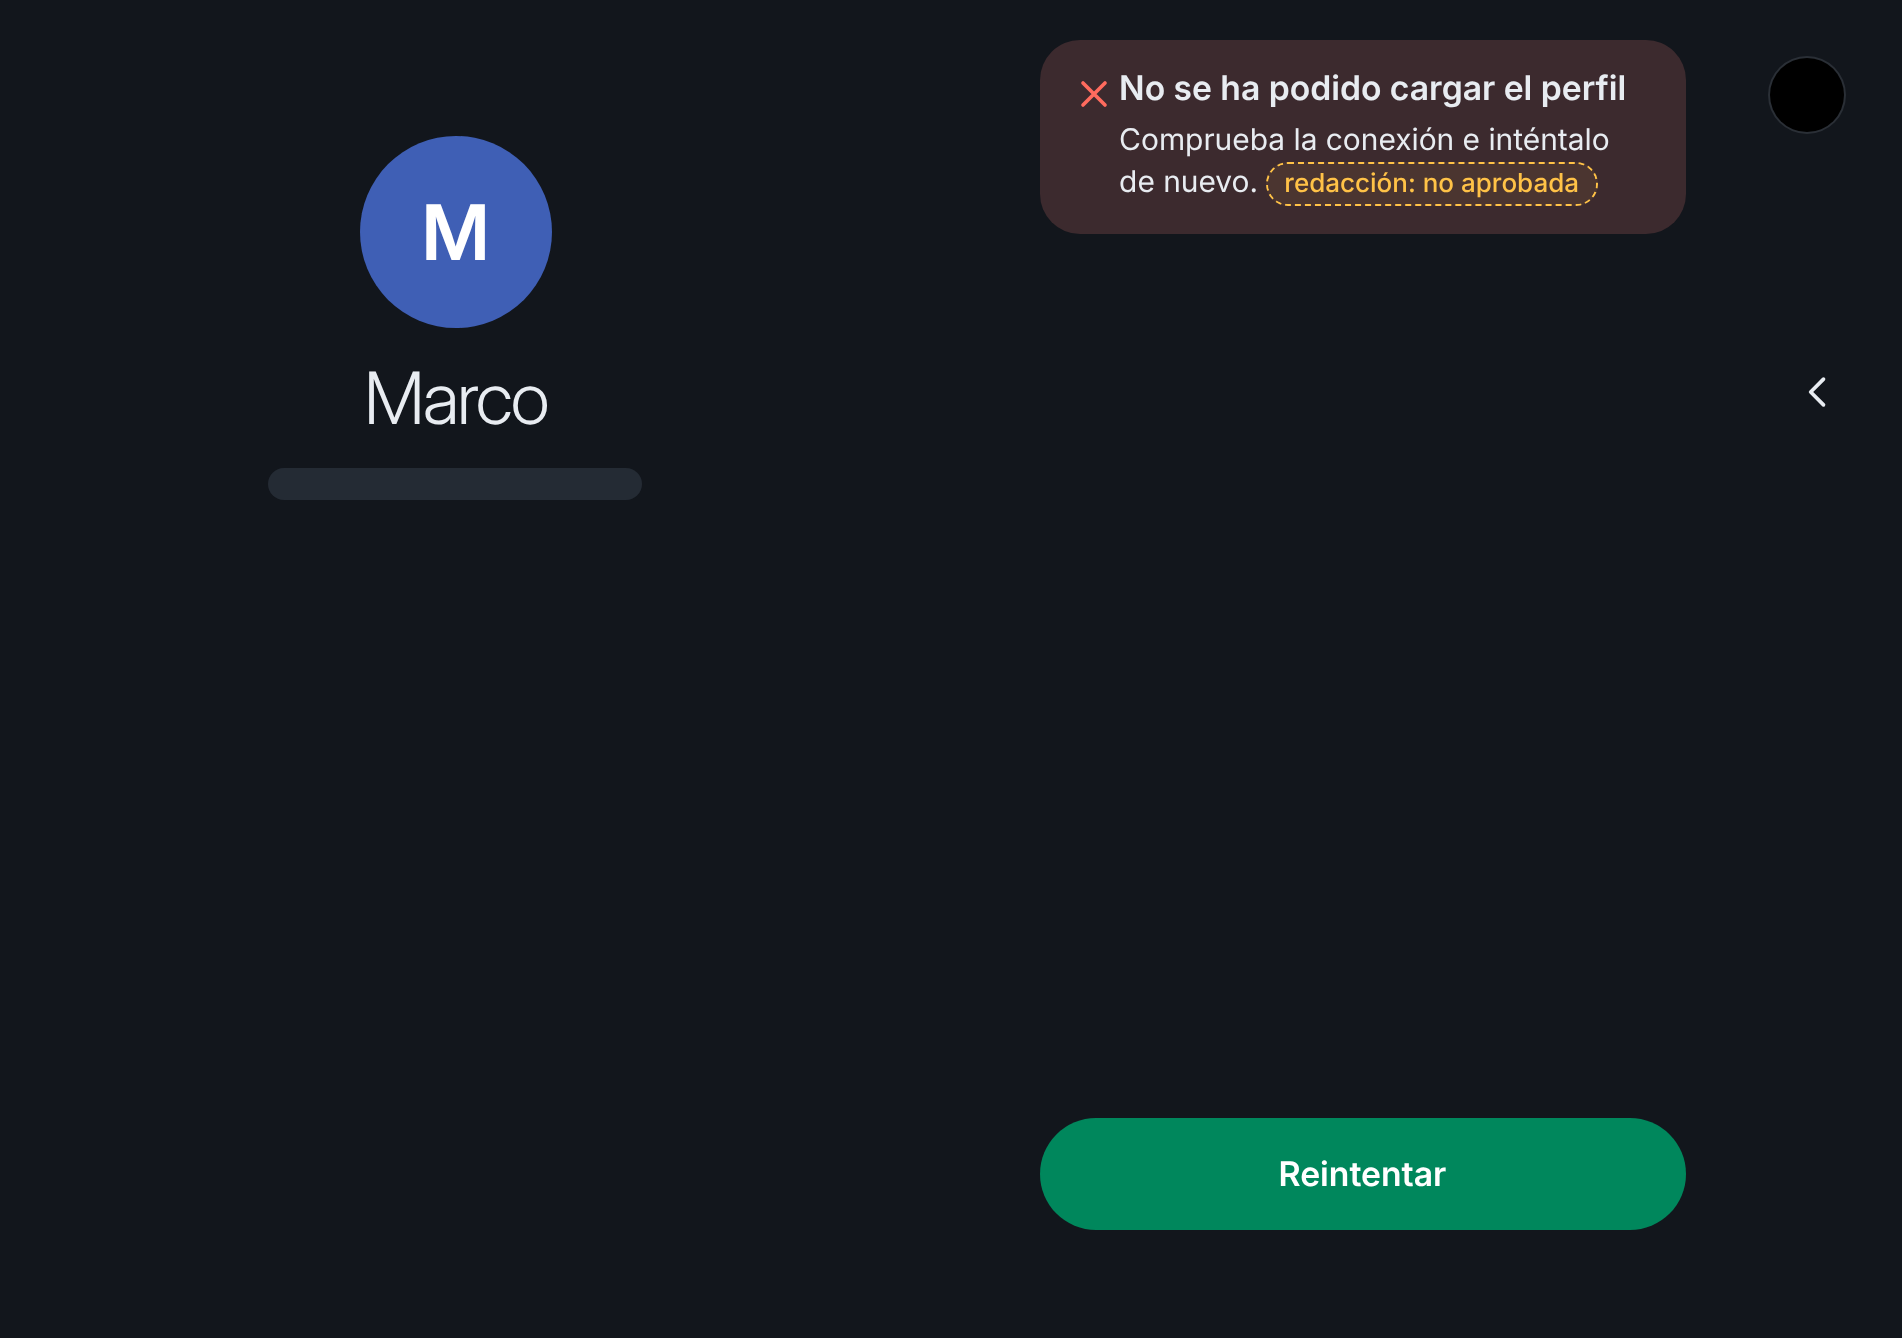 M
Marco
No se ha podido cargar el perfil
Comprueba la conexión e inténtalo
de nuevo. redacción: no aprobada
Reintentar